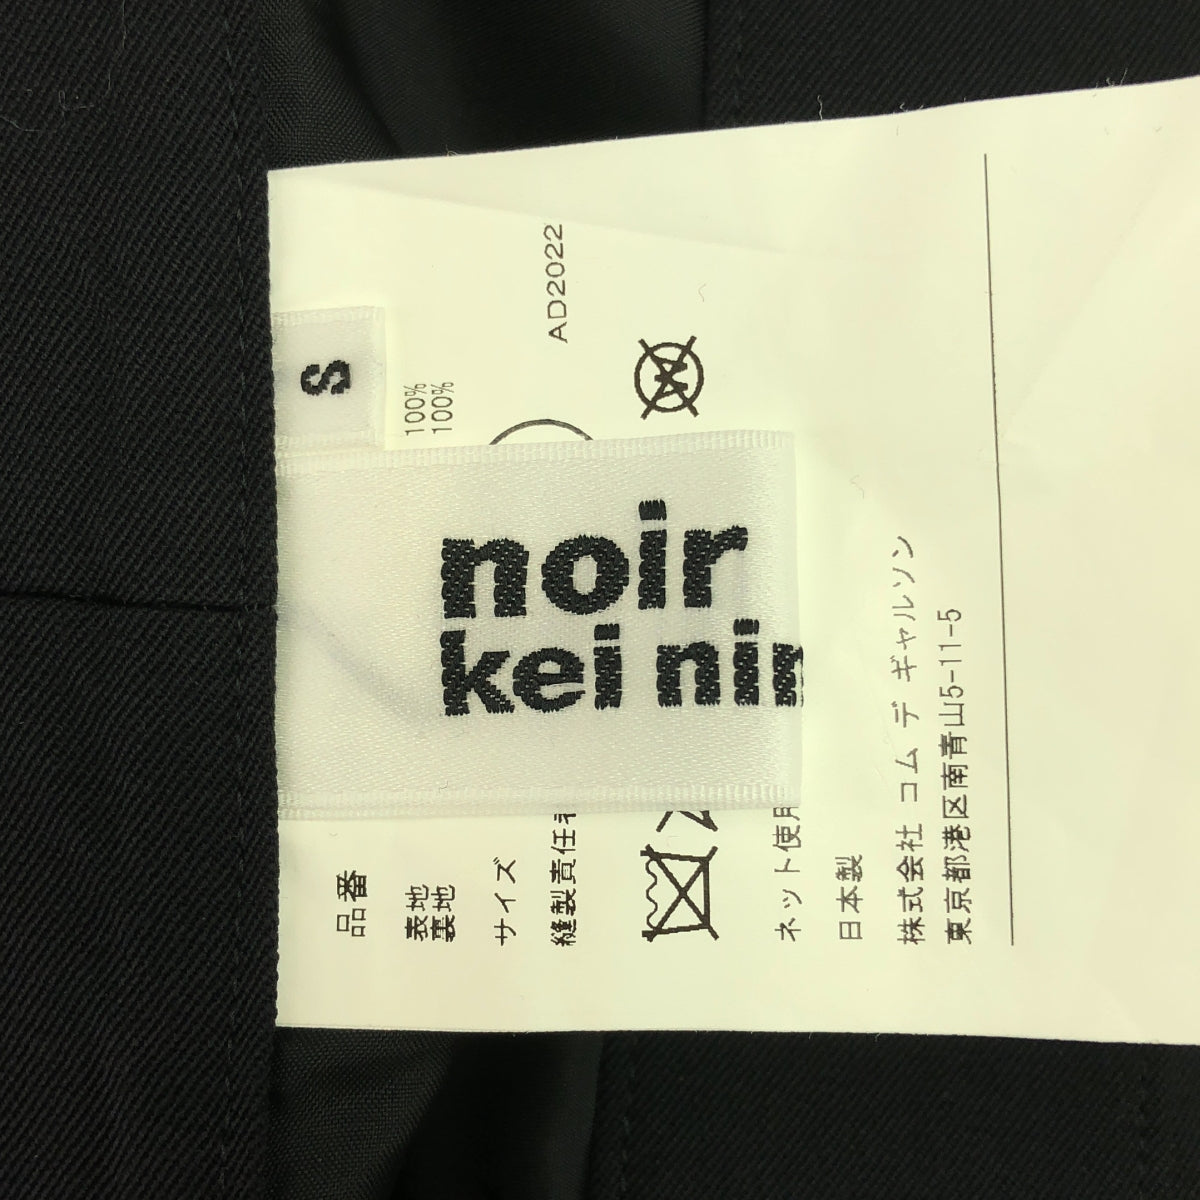 noir
kei nin
S
品番
表地 100%
裏地 100%
サイズ
縫製責任 AD2022
ネット使用
日本製
株式会社 コム デ ギャルソン
東京都港区南青山5-11-5